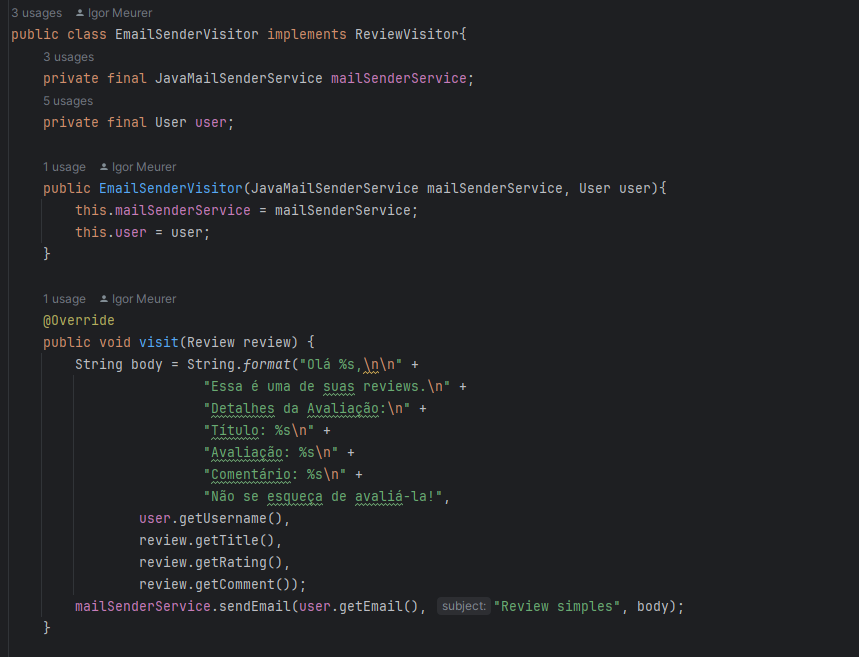 3 usages Igor Meurer
public class EmailSenderVisitor implements ReviewVisitor{
3 usages
private final JavaMailSenderService mailSenderService;
5 usages
private final User user;
1 usage Igor Meurer
public EmailSenderVisitor(JavaMailSenderService mailSenderService, User user){
this.mailSenderService = mailSenderService;
this.user = user;
}
1 usage Igor Meurer
@Override
public void visit(Review review) {
String body = String.format("Olá %s,\n\n" +
"Essa é uma de suas reviews.\n" +
"Detalhes da Avaliação:\n" +
"Título: %s\n" +
"Avaliação: %s\n" +
"Comentário: %s\n" +
"Não se esqueça de avaliá-la!",
user.getUsername(),
review.getTitle(),
review.getRating(),
review.getComment());
mailSenderService.sendEmail(user.getEmail(), subject: "Review simples", body);
}